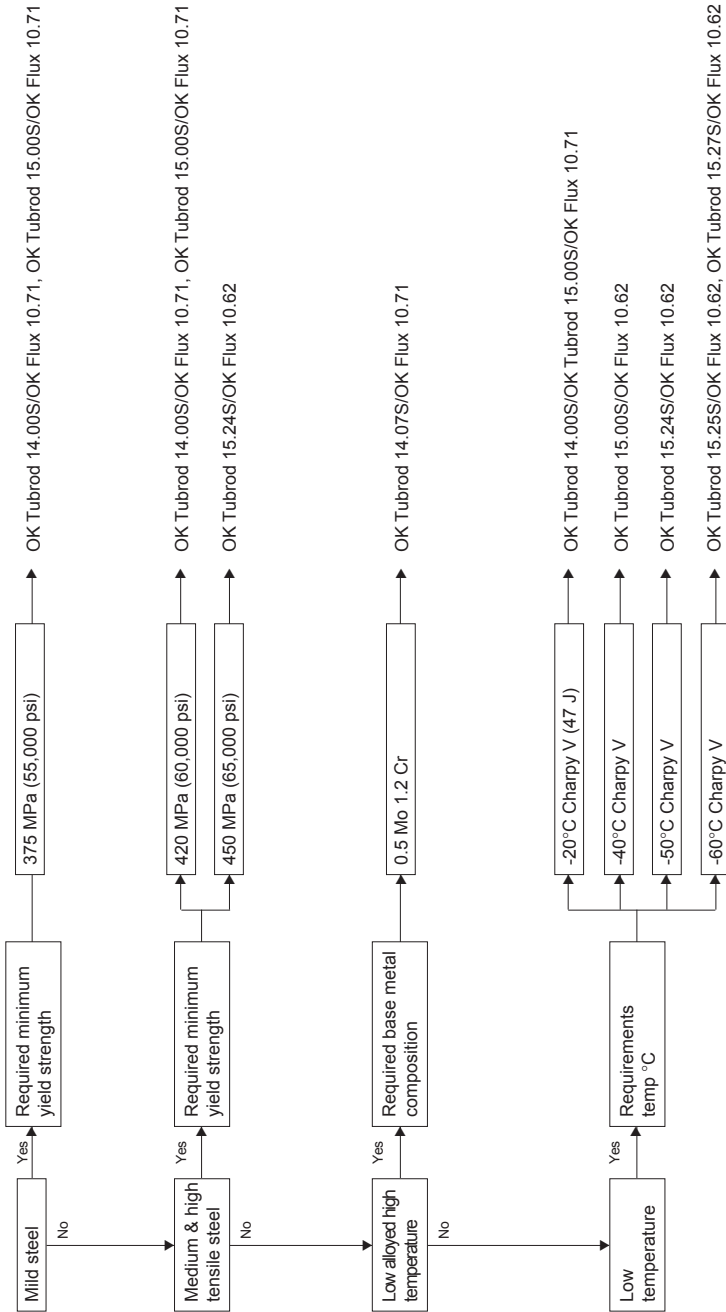 Mild steel
Yes
Required minimum
yield strength
375 MPa (55,000 psi)
OK Tubrod 14.00S/OK Flux 10.71, OK Tubrod 15.00S/OK Flux 10.71
No
Medium & high
tensile steel
Yes
Required minimum
yield strength
420 MPa (60,000 psi)
OK Tubrod 14.00S/OK Flux 10.71, OK Tubrod 15.00S/OK Flux 10.71
450 MPa (65,000 psi)
OK Tubrod 15.24S/OK Flux 10.62
No
Low alloyed high
temperature
Yes
Required base metal
composition
0.5 Mo 1.2 Cr
OK Tubrod 14.07S/OK Flux 10.71
No
Low
temperature
Yes
Requirements
temp °C
-20°C Charpy V (47 J)
OK Tubrod 14.00S/OK Tubrod 15.00S/OK Flux 10.71
-40°C Charpy V
OK Tubrod 15.00S/OK Flux 10.62
-50°C Charpy V
OK Tubrod 15.24S/OK Flux 10.62
-60°C Charpy V
OK Tubrod 15.25S/OK Flux 10.62, OK Tubrod 15.27S/OK Flux 10.62